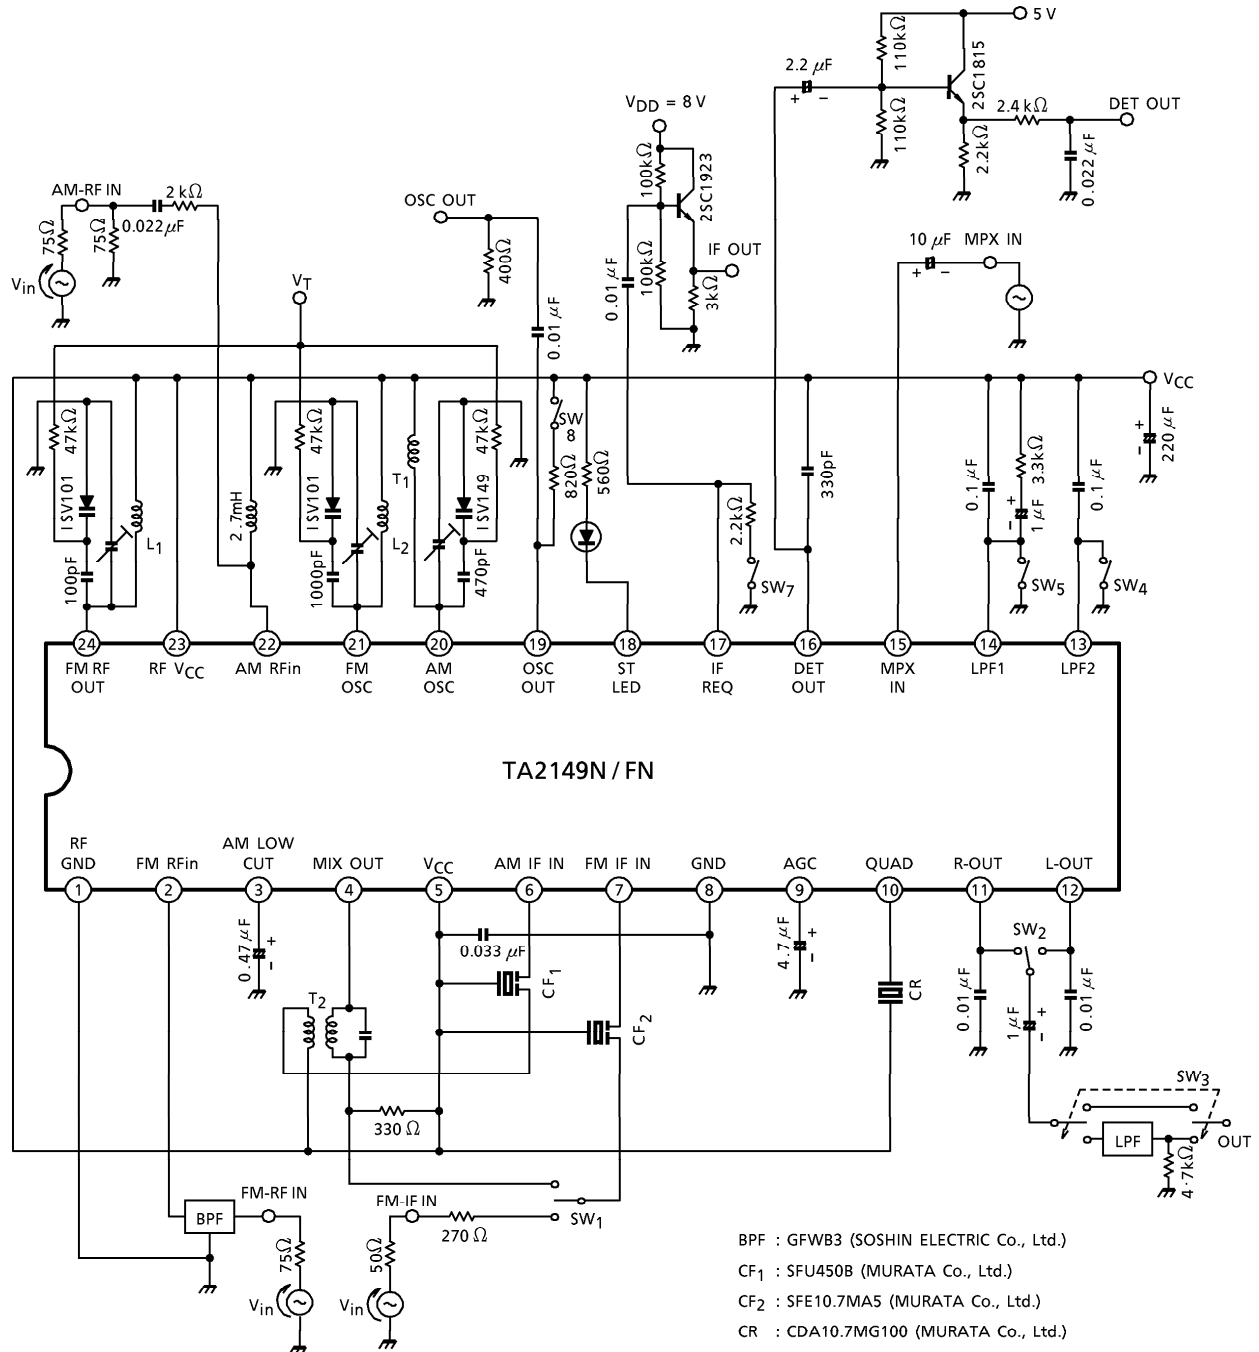 5 V
110kΩ
2.2 μF
+ −
2SC1815
110kΩ
2.4 kΩ
DET OUT
2.2kΩ
0.022 μF
VDD = 8 V
100kΩ
2SC1923
100kΩ
IF OUT
3kΩ
0.01 μF
AM-RF IN
2 kΩ
0.022 μF
75Ω
75Ω
Vin
OSC OUT
400Ω
0.01 μF
VT
10 μF
MPX IN
+ −
VCC
+
-
220 μF
47kΩ
1SV101
100pF
L1
2.7mH
47kΩ
1SV101
1000pF
L2
T1
47kΩ
1SV149
470pF
SW
8
820Ω
560Ω
2.2kΩ
SW7
330pF
0.1 μF
3.3kΩ
+
-
1 μF
SW5
0.1 μF
SW4
24
23
22
21
20
19
18
17
16
15
14
13
FM RF
OUT
RF VCC
AM RFin
FM
OSC
AM
OSC
OSC
OUT
ST
LED
IF
REQ
DET
OUT
MPX
IN
LPF1
LPF2
TA2149N / FN
RF
GND
FM RFin
AM LOW
CUT
MIX OUT
VCC
AM IF IN
FM IF IN
GND
AGC
QUAD
R-OUT
L-OUT
1
2
3
4
5
6
7
8
9
10
11
12
0.47 μF
+
-
0.033 μF
CF1
CF2
T2
330 Ω
4.7 μF
+
-
CR
SW2
0.01 μF
1 μF
+
-
0.01 μF
SW3
LPF
4.7kΩ
OUT
FM-RF IN
BPF
75Ω
Vin
FM-IF IN
270 Ω
50Ω
Vin
SW1
BPF : GFWB3 (SOSHIN ELECTRIC Co., Ltd.)
CF1 : SFU450B (MURATA Co., Ltd.)
CF2 : SFE10.7MA5 (MURATA Co., Ltd.)
CR : CDA10.7MG100 (MURATA Co., Ltd.)